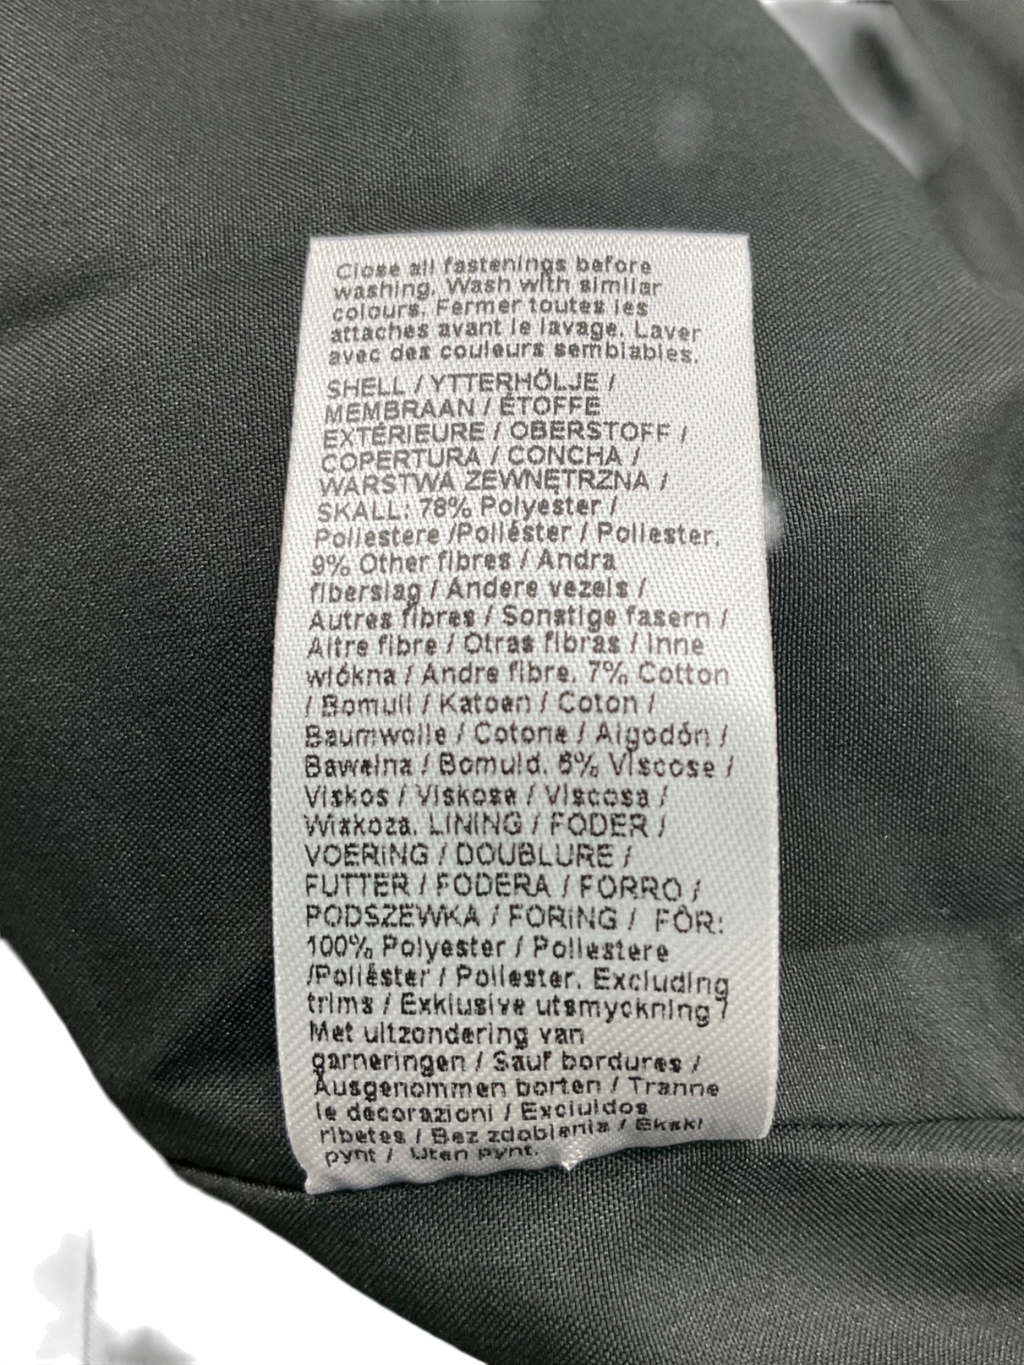 Close all fastenings before
washing. Wash with similar
colours. Fermer toutes les
attaches avant le lavage. Laver
avec des couleurs semblables.
SHELL / YTTERHÖLJE /
MEMBRAAN / ÉTOFFE
EXTÉRIEURE / OBERSTOFF /
COPERTURA / CONCHA /
WARSTWA ZEWNĘTRZNA /
SKALL: 78% Polyester /
Poliestere /Poliéster / Poliester.
9% Other fibres / Andra
fiberslag / Andere vezels /
Autres fibres / Sonstige fasern /
Altre fibre / Otras fibras / Inne
włókna / Andre fibre. 7% Cotton
/ Bomull / Katoen / Coton /
Baumwolle / Cotone / Algodón /
Bawełna / Bomuld. 6% Viscose /
Viskos / Viskose / Viscosa /
Wiskoza. LINING / FODER /
VOERING / DOUBLURE /
FUTTER / FODERA / FORRO /
PODSZEWKA / FORING / FÔR:
100% Polyester / Poliestere
/Poliéster / Poliester. Excluding
trims / Exklusive utsmyckning /
Met uitzondering van
garneringen / Sauf bordures /
Ausgenommen borten / Tranne
le decorazioni / Excluidos
ribetes / Bez zdobienia / Ekskl
pynt / Uten pynt.